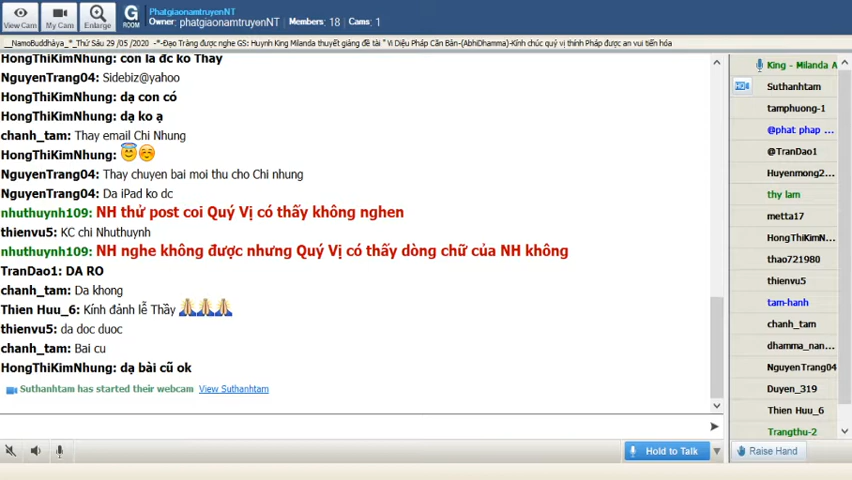 View Cam
My Cam
Enlarge
G
ROOM
PhatgiaonamtruyenNT
Owner: phatgiaonamtruyenNT
Members: 18
Cams: 1
__NamoBuddhàya_*_Thứ Sáu 29 /05 /2020 -*-Đạo Tràng được nghe GS: Huynh King Milanda thuyết giảng đề tài " Vi Diệu Pháp Căn Bản-(AbhiDhamma)-Kính chúc quý vị thính Pháp được an vui tiến hóa
HongThiKimNhung: con là đc ko Thay
NguyenTrang04: Sidebiz@yahoo
HongThiKimNhung: dạ con có
HongThiKimNhung: dạ ko ạ
chanh_tam: Thay email Chi Nhung
HongThiKimNhung:
NguyenTrang04: Thay chuyen bai moi thu cho Chi nhung
NguyenTrang04: Da iPad ko dc
nhuthuynh109: NH thử post coi Quý Vị có thấy không nghen
thienvu5: KC chi Nhuthuynh
nhuthuynh109: NH nghe không được nhưng Quý Vị có thấy dòng chữ của NH không
TranDao1: DA RO
chanh_tam: Da khong
Thien Huu_6: Kính đảnh lễ Thầy
thienvu5: da doc duoc
chanh_tam: Bai cu
HongThiKimNhung: dạ bài cũ ok
Suthanhtam has started their webcam View Suthanhtam
Hold to Talk
King - Milanda A
HD
Suthanhtam
tamphuong-1
@phat phap ...
@TranDao1
Huyenmong2...
thy lam
metta17
HongThiKimN...
thao721980
thienvu5
tam-hanh
chanh_tam
dhamma_nan...
NguyenTrang04
Duyen_319
Thien Huu_6
Trangthu-2
Raise Hand